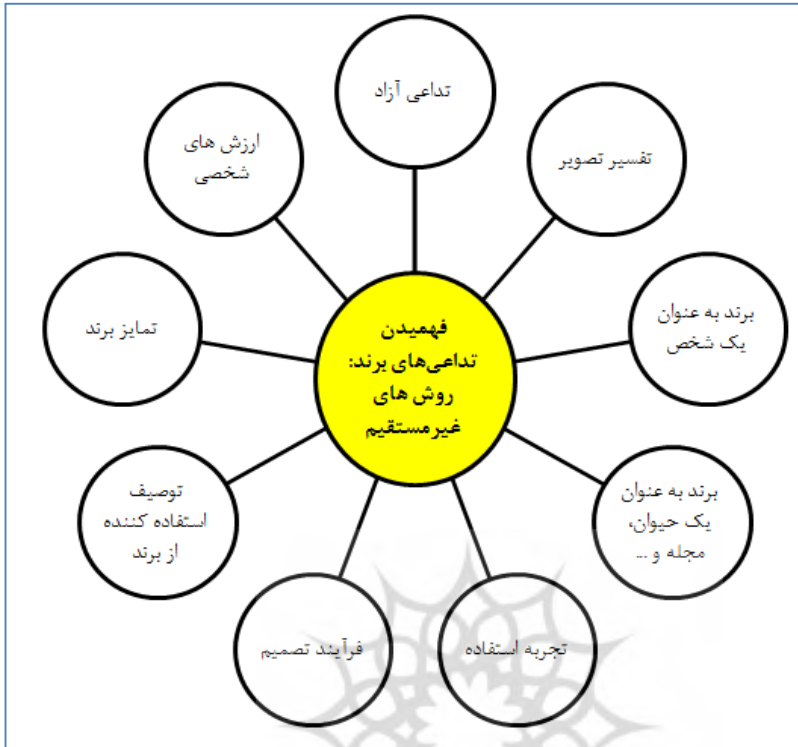 تداعی آزاد
تفسیر تصویر
برند به عنوان
یک شخص
برند به عنوان
یک حیوان،
مجله و ...
تجربه استفاده
فرآیند تصمیم
توصیف
استفاده کننده
از برند
تمایز برند
ارزش های
شخصی
فهمیدن
تداعی‌های برند:
روش های
غیرمستقیم